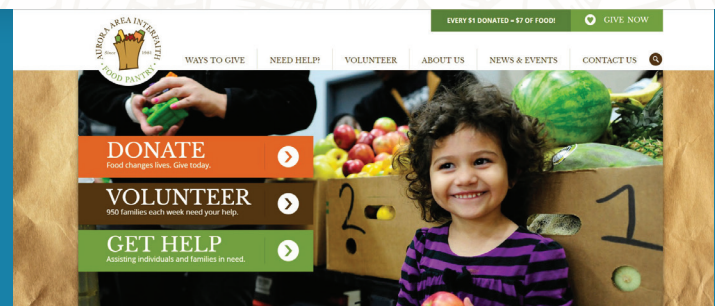 EVERY $1 DONATED = $7 OF FOOD!
GIVE NOW
AURORA AREA INTERFAITH
Since 1981
FOOD PANTRY
WAYS TO GIVE
NEED HELP?
VOLUNTEER
ABOUT US
NEWS & EVENTS
CONTACT US
DONATE
Food changes lives. Give today.
VOLUNTEER
950 families each week need your help.
GET HELP
Assisting individuals and families in need.
2
1